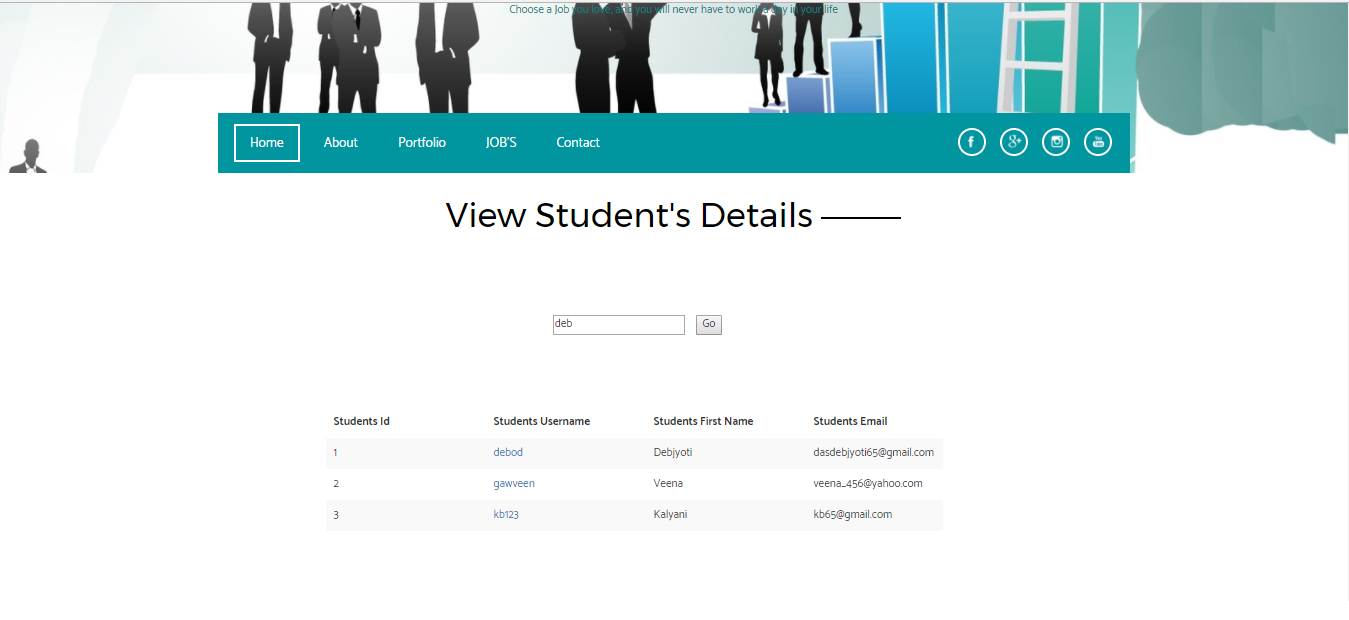 Choose a Job you love, and you will never have to work a day in your life
Home About Portfolio JOB'S Contact f g+ You Tube
View Student's Details
deb Go
Students Id Students Username Students First Name Students Email
1 debod Debjyoti dasdebjyoti65@gmail.com
2 gawveen Veena veena_456@yahoo.com
3 kb123 Kalyani kb65@gmail.com